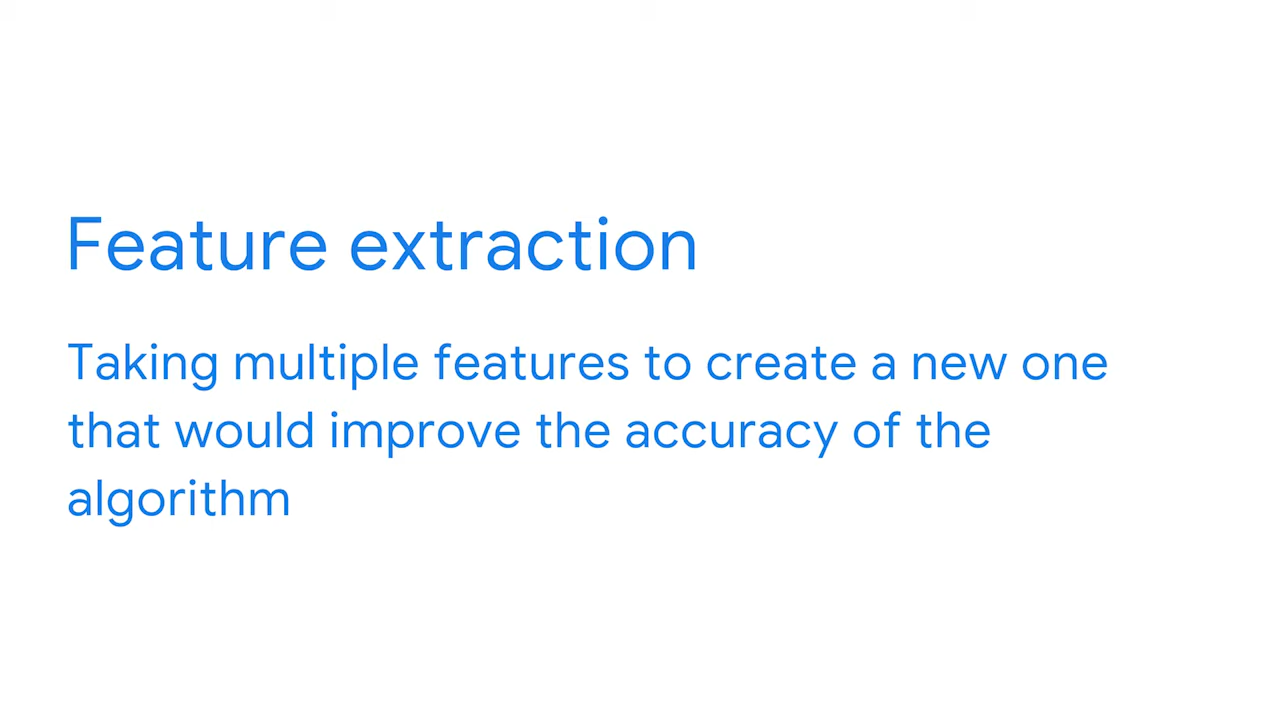 Feature extraction
Taking multiple features to create a new one
that would improve the accuracy of the
algorithm